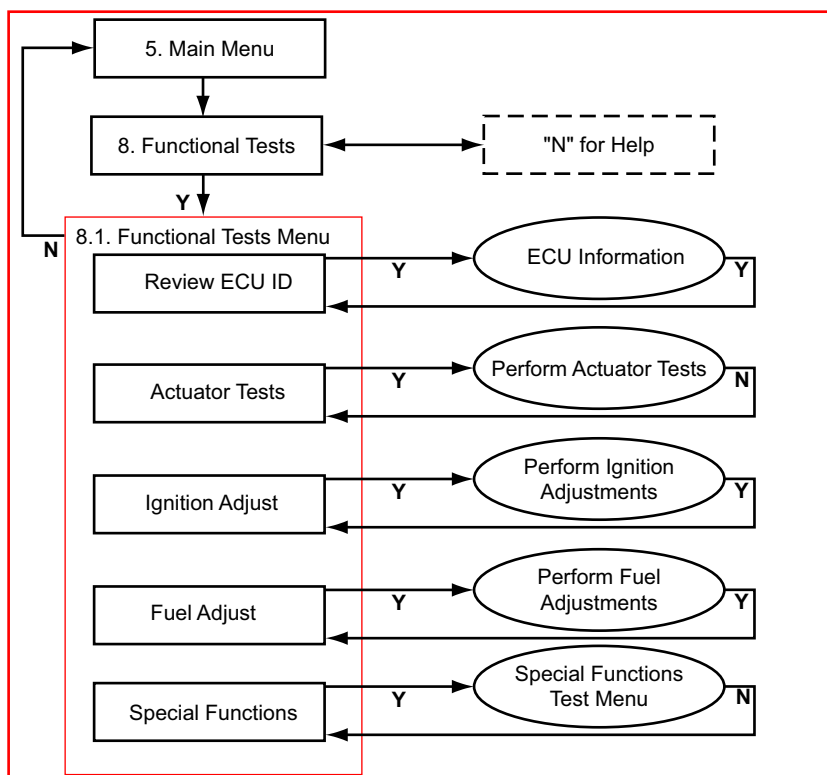 5. Main Menu
8. Functional Tests
"N" for Help
Y
N
8.1. Functional Tests Menu
Review ECU ID
Y
ECU Information
Y
Actuator Tests
Y
Perform Actuator Tests
N
Ignition Adjust
Y
Perform Ignition
Adjustments
Y
Fuel Adjust
Y
Perform Fuel
Adjustments
Y
Special Functions
Y
Special Functions
Test Menu
N